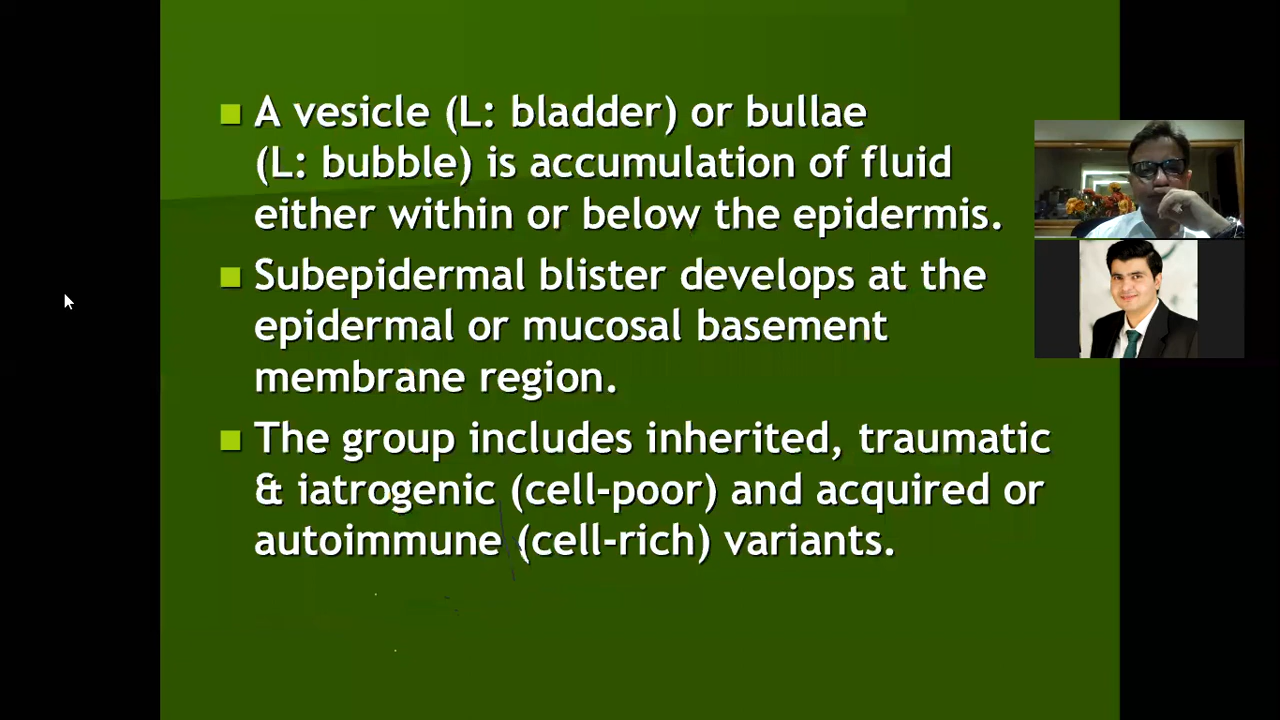 A vesicle (L: bladder) or bullae
(L: bubble) is accumulation of fluid
either within or below the epidermis.
Subepidermal blister develops at the
epidermal or mucosal basement
membrane region.
The group includes inherited, traumatic
& iatrogenic (cell-poor) and acquired or
autoimmune (cell-rich) variants.